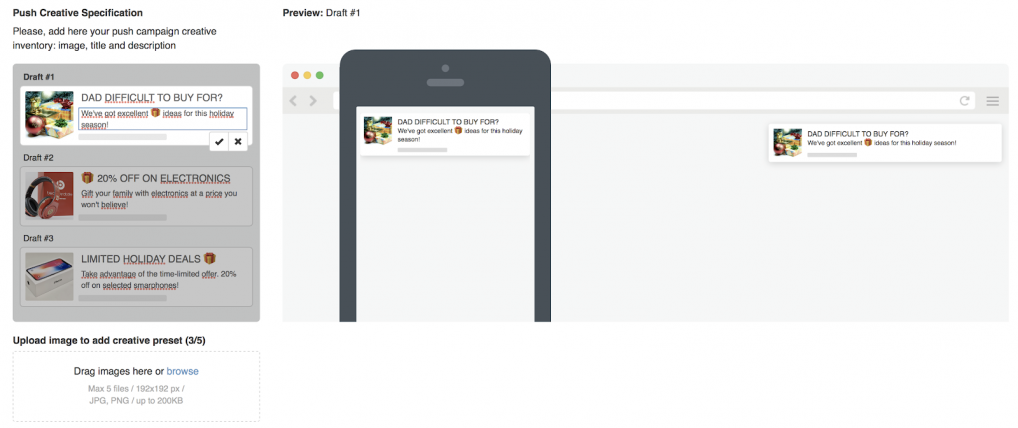 Push Creative Specification
Please, add here your push campaign creative
inventory: image, title and description
Draft #1
DAD DIFFICULT TO BUY FOR?
We've got excellent 🎁 ideas for this holiday
season!
Draft #2
🎁 20% OFF ON ELECTRONICS
Gift your family with electronics at a price you
won't believe!
Draft #3
LIMITED HOLIDAY DEALS 🎁
Take advantage of the time-limited offer. 20%
off on selected smarphones!
Upload image to add creative preset (3/5)
Drag images here or browse
Max 5 files / 192x192 px /
JPG, PNG / up to 200KB
Preview: Draft #1
DAD DIFFICULT TO BUY FOR?
We've got excellent 🎁 ideas for this holiday
season!
DAD DIFFICULT TO BUY FOR?
We've got excellent 🎁 ideas for this holiday season!